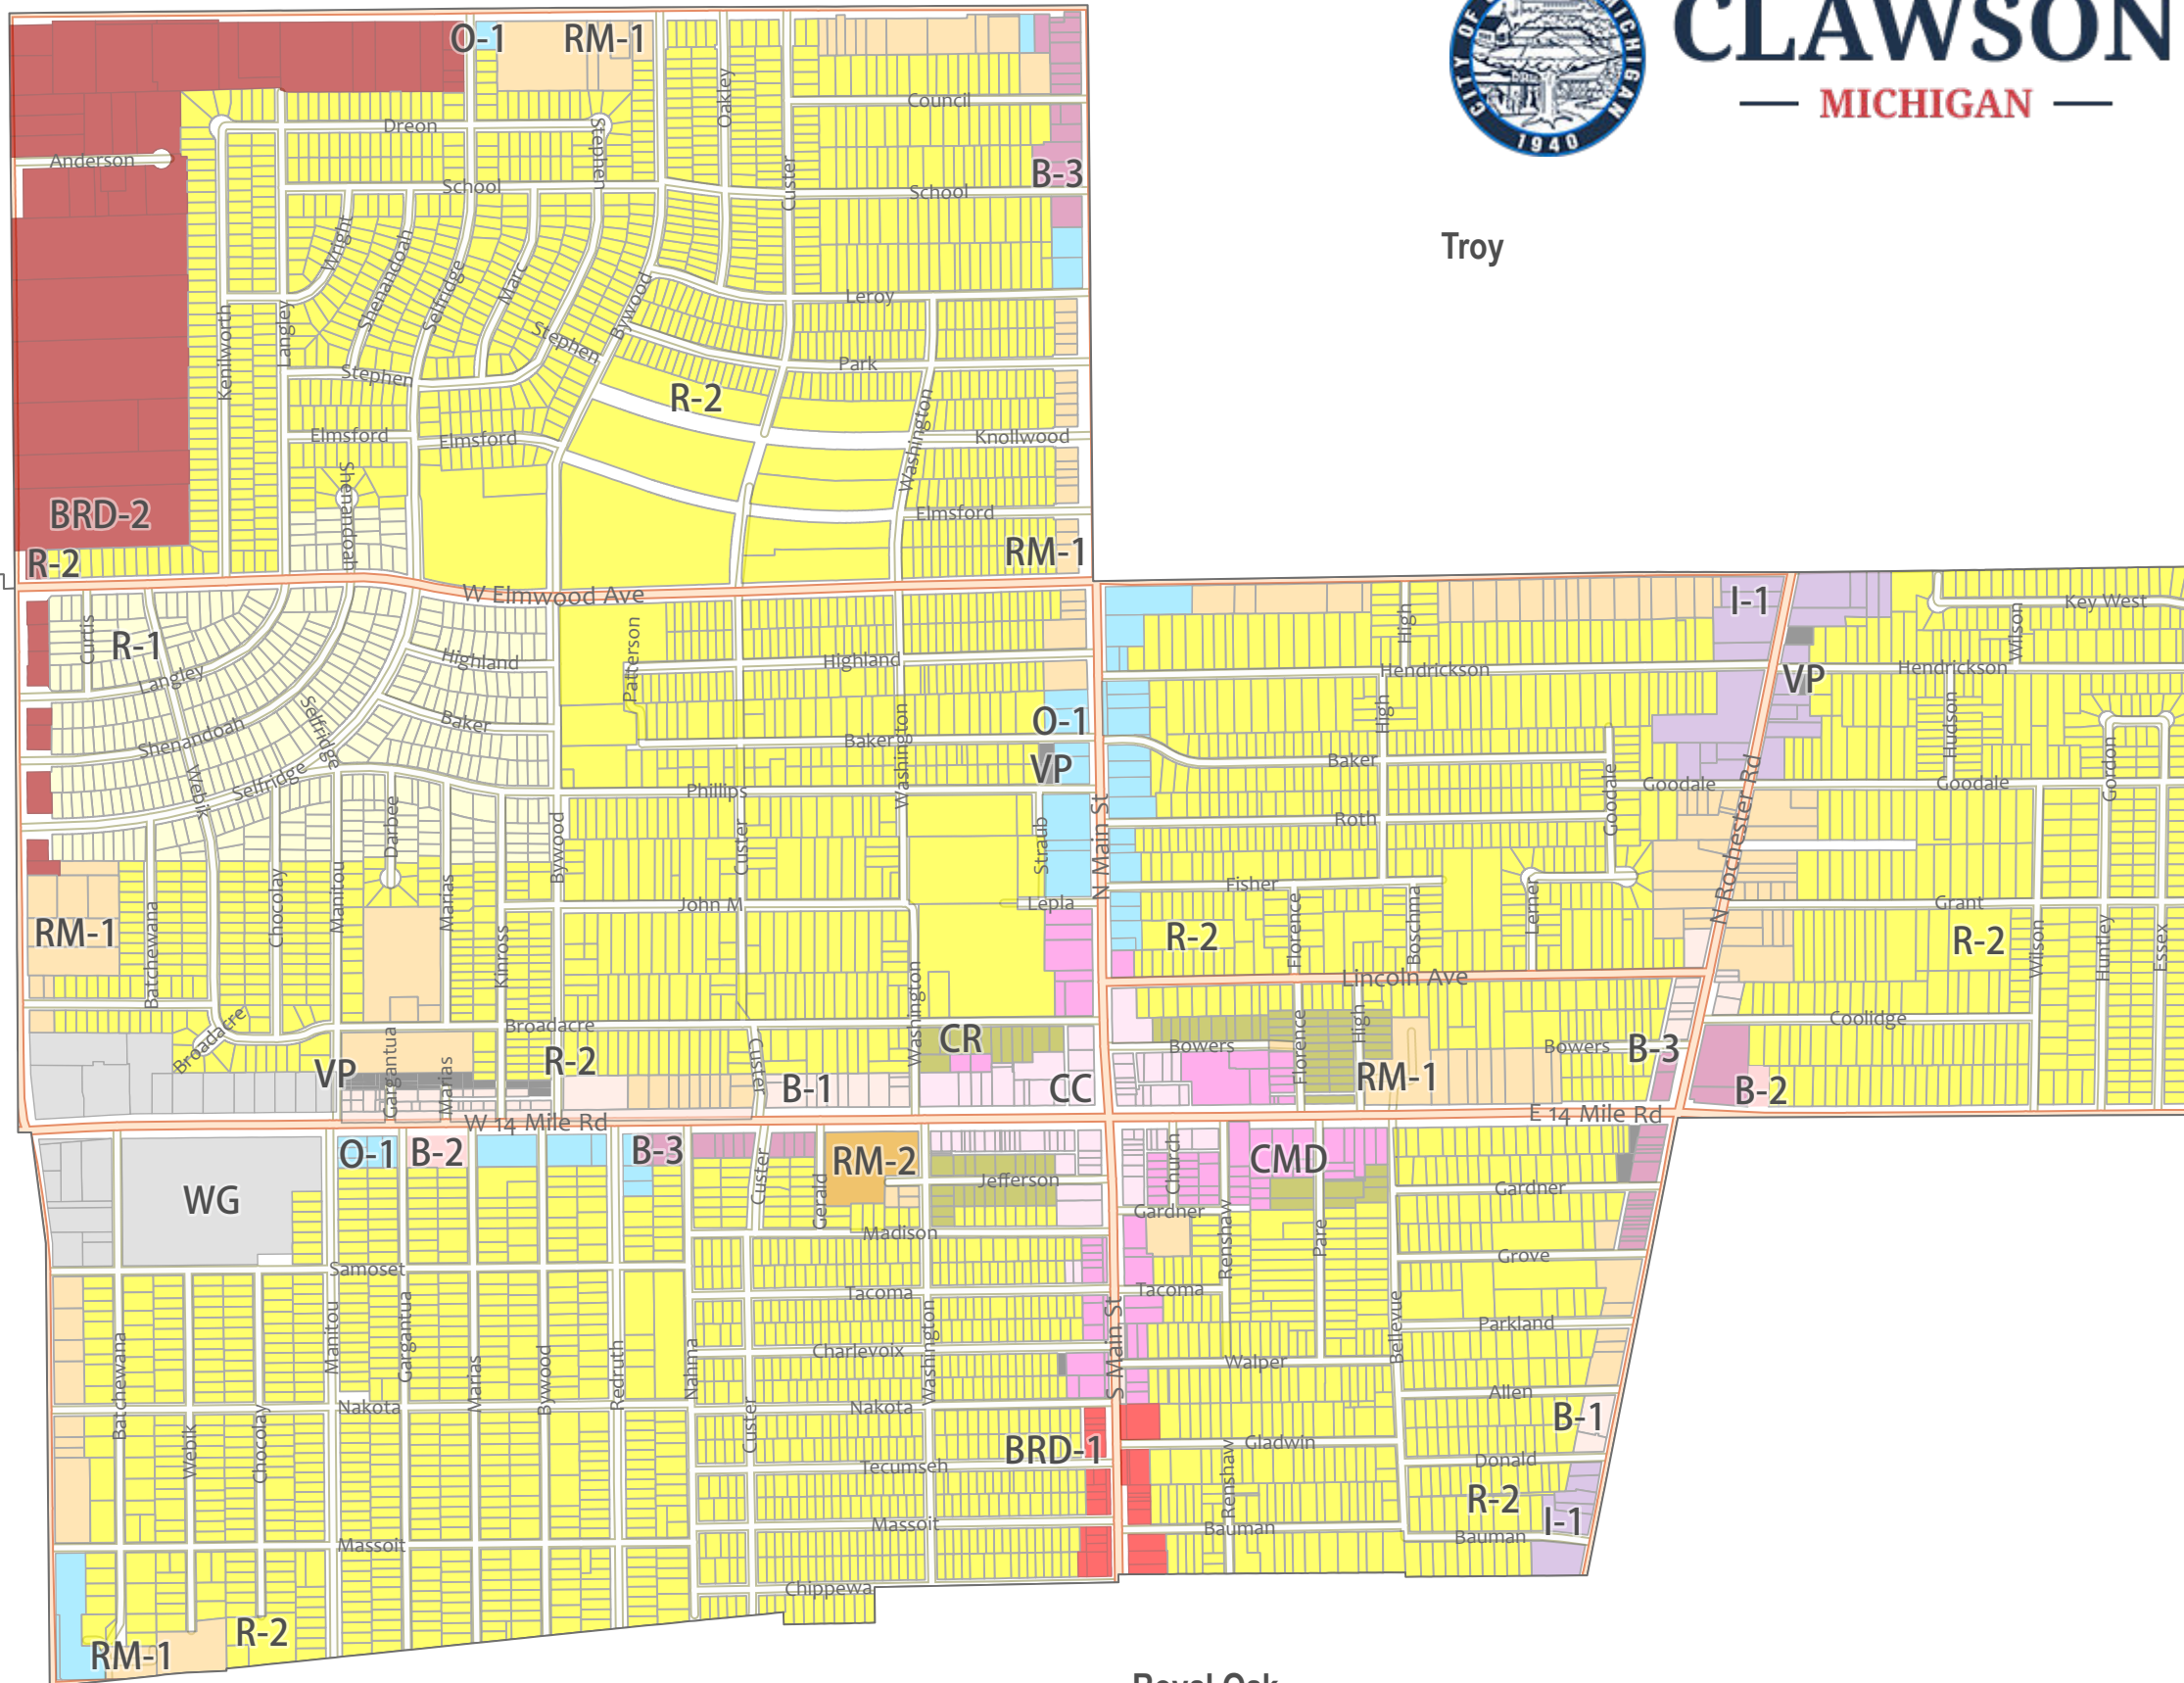 CLAWSON
MICHIGAN
1940
Troy
O-1
RM-1
Oakley
Council
Dreon
Stephen
Anderson
Custer
B-3
School
School
Wright
Shenandoah
Selfridge
Marc
Bywood
Leroy
Kenilworth
Langley
Stephen
Park
Stephen
R-2
Washington
Elmsford
Elmsford
Knollwood
Shenandoah
BRD-2
Elmsford
R-2
RM-1
W Elmwood Ave
I-1
Key West
Curtis
R-1
Patterson
High
Wilson
Highland
Highland
Hendrickson
Hendrickson
VP
Langley
Selfridge
High
Hudson
Shenandoah
Baker
O-1
Baker
Washington
Baker
Gordon
VP
Webik
Selfridge
Phillips
Goodale
Goodale
Goodale
N Rochester Rd
Darbee
Bywood
Custer
Straub
N Main St
Roth
Manitou
Marias
Chocolay
Fisher
John M
Lepla
Lerner
Grant
RM-1
Batchewana
Kinross
R-2
Florence
Boschma
R-2
Wilson
Huntley
Essex
Lincoln Ave
Washington
Broadacre
Broadacre
Custer
CR
Florence
High
Coolidge
VP
Gargantua
Marias
R-2
B-1
CC
Bowers
RM-1
Bowers
B-3
B-2
W 14 Mile Rd
E 14 Mile Rd
O-1
B-2
B-3
Custer
RM-2
Church
CMD
WG
Gerald
Jefferson
Gardner
Gardner
Renshaw
Pare
Madison
Grove
Samoset
Tacoma
Tacoma
Manitou
Gargantua
Washington
S Main St
Bellevue
Parkland
Batchewana
Marias
Bywood
Redruth
Nahma
Charlevoix
Walper
Allen
Nakota
Nakota
Webik
Chocolay
Custer
B-1
BRD-1
Gladwin
Tecumseh
Renshaw
Donald
R-2
I-1
Massoit
Massoit
Bauman
Bauman
Chippewa
R-2
RM-1